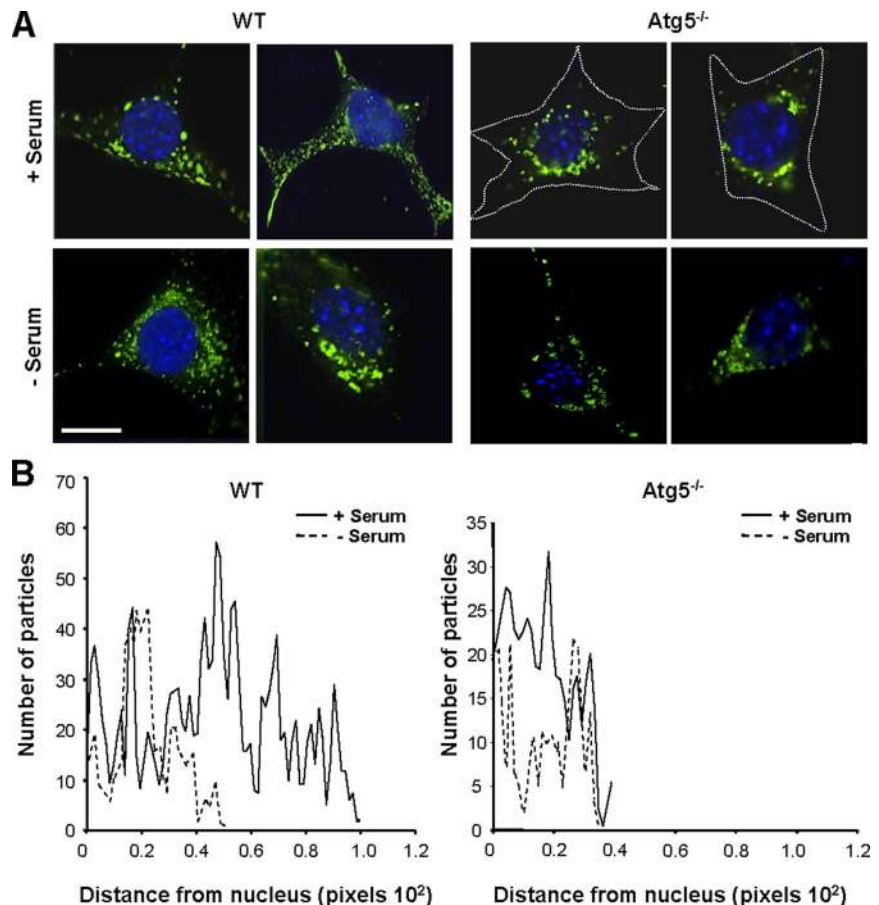 A
WT
Atg5-/-
+ Serum
- Serum
B
WT
+ Serum
- Serum
Number of particles
70
60
50
40
30
20
10
0
0 0.2 0.4 0.6 0.8 1.0 1.2
Distance from nucleus (pixels 10²)
Atg5-/-
+ Serum
- Serum
Number of particles
35
30
25
20
15
10
5
0
0 0.2 0.4 0.6 0.8 1.0 1.2
Distance from nucleus (pixels 10²)